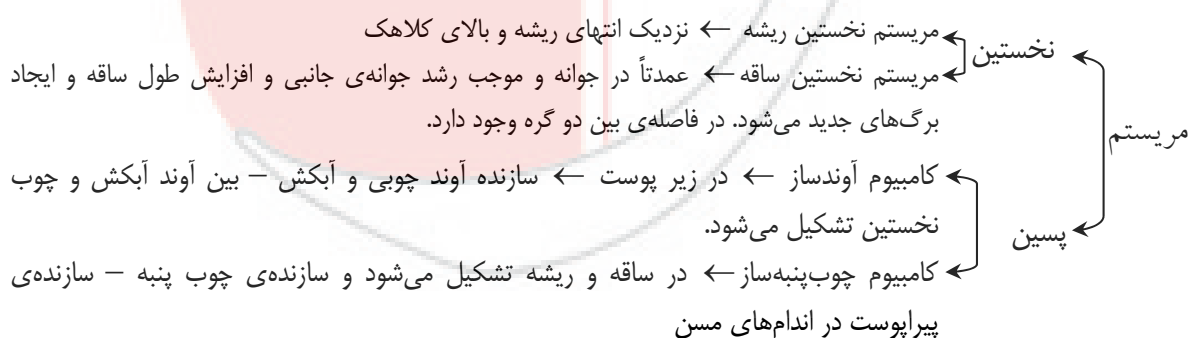 مریستم
نخستین
مریستم نخستین ریشه ← نزدیک انتهای ریشه و بالای کلاهک
مریستم نخستین ساقه ← عمدتاً در جوانه و موجب رشد جوانه‌ی جانبی و افزایش طول ساقه و ایجاد
برگ‌های جدید می‌شود. در فاصله‌ی بین دو گره وجود دارد.
پسین
کامبیوم آوندساز ← در زیر پوست ← سازنده آوند چوبی و آبکش – بین آوند آبکش و چوب
نخستین تشکیل می‌شود.
کامبیوم چوب‌پنبه‌ساز ← در ساقه و ریشه تشکیل می‌شود و سازنده‌ی چوب پنبه – سازنده‌ی
پیراپوست در اندام‌های مسن